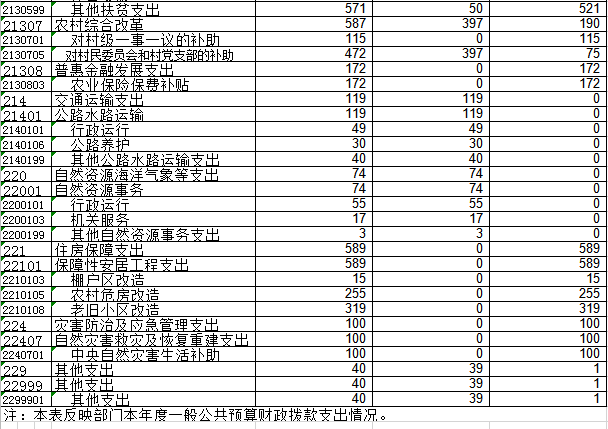 2130599 其他扶贫支出 571 50 521
21307 农村综合改革 587 397 190
2130701 对村级一事一议的补助 115 0 115
2130705 对村民委员会和村党支部的补助 472 397 75
21308 普惠金融发展支出 172 0 172
2130803 农业保险保费补贴 172 0 172
214 交通运输支出 119 119 0
21401 公路水路运输 119 119 0
2140101 行政运行 49 49 0
2140106 公路养护 30 30 0
2140199 其他公路水路运输支出 40 40 0
220 自然资源海洋气象等支出 74 74 0
22001 自然资源事务 74 74 0
2200101 行政运行 55 55 0
2200103 机关服务 17 17 0
2200199 其他自然资源事务支出 3 3 0
221 住房保障支出 589 0 589
22101 保障性安居工程支出 589 0 589
2210103 棚户区改造 15 0 15
2210105 农村危房改造 255 0 255
2210108 老旧小区改造 319 0 319
224 灾害防治及应急管理支出 100 0 100
22407 自然灾害救灾及恢复重建支出 100 0 100
2240701 中央自然灾害生活补助 100 0 100
229 其他支出 40 39 1
22999 其他支出 40 39 1
2299901 其他支出 40 39 1
注：本表反映部门本年度一般公共预算财政拨款支出情况。